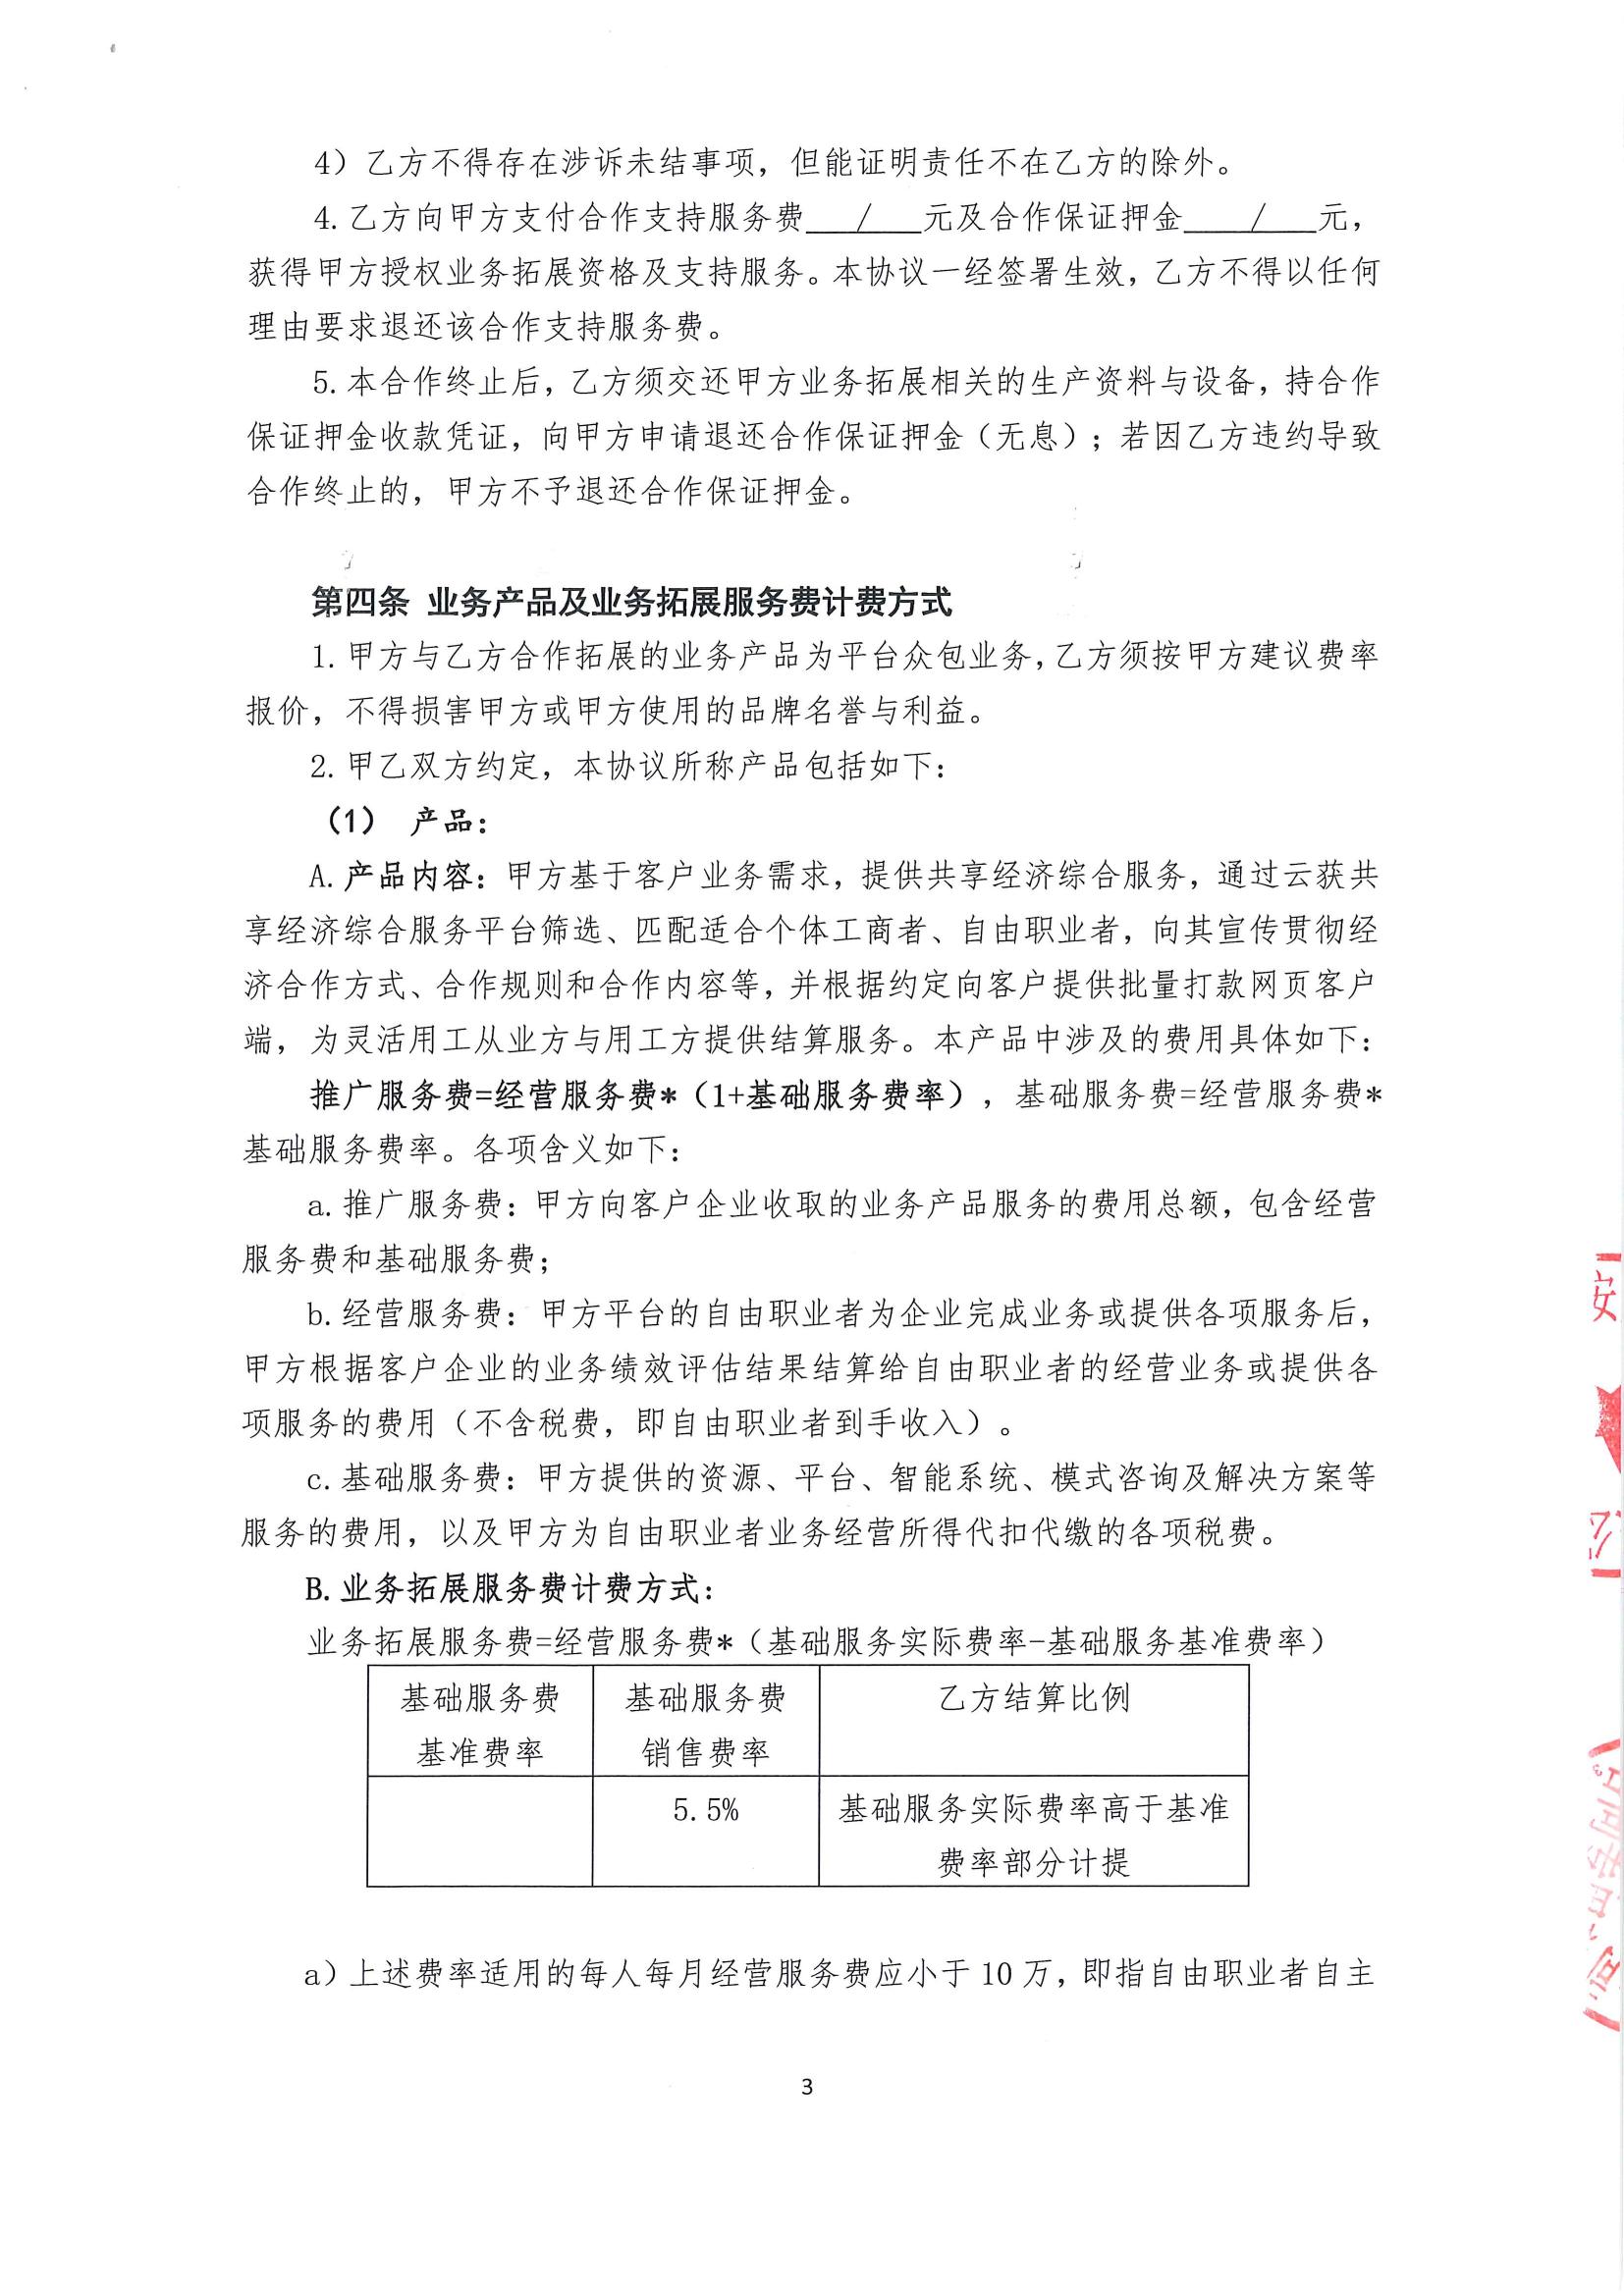 4）乙方不得存在涉诉未结事项，但能证明责任不在乙方的除外。
4.乙方向甲方支付合作支持服务费___/___元及合作保证押金____/___元，
获得甲方授权业务拓展资格及支持服务。本协议一经签署生效，乙方不得以任何
理由要求退还该合作支持服务费。
5.本合作终止后，乙方须交还甲方业务拓展相关的生产资料与设备，持合作
保证押金收款凭证，向甲方申请退还合作保证押金（无息）；若因乙方违约导致
合作终止的，甲方不予退还合作保证押金。
第四条 业务产品及业务拓展服务费计费方式
1.甲方与乙方合作拓展的业务产品为平台众包业务，乙方须按甲方建议费率
报价，不得损害甲方或甲方使用的品牌名誉与利益。
2.甲乙双方约定，本协议所称产品包括如下：
（1） 产品：
A.产品内容：甲方基于客户业务需求，提供共享经济综合服务，通过云获共
享经济综合服务平台筛选、匹配适合个体工商者、自由职业者，向其宣传贯彻经
济合作方式、合作规则和合作内容等，并根据约定向客户提供批量打款网页客户
端，为灵活用工从业方与用工方提供结算服务。本产品中涉及的费用具体如下：
推广服务费=经营服务费*（1+基础服务费率），基础服务费=经营服务费*
基础服务费率。各项含义如下：
a.推广服务费：甲方向客户企业收取的业务产品服务的费用总额，包含经营
服务费和基础服务费；
b.经营服务费：甲方平台的自由职业者为企业完成业务或提供各项服务后，
甲方根据客户企业的业务绩效评估结果结算给自由职业者的经营业务或提供各
项服务的费用（不含税费，即自由职业者到手收入）。
c.基础服务费：甲方提供的资源、平台、智能系统、模式咨询及解决方案等
服务的费用，以及甲方为自由职业者业务经营所得代扣代缴的各项税费。
B.业务拓展服务费计费方式：
业务拓展服务费=经营服务费*（基础服务实际费率-基础服务基准费率）
基础服务费 基础服务费 乙方结算比例
基准费率 销售费率
5.5% 基础服务实际费率高于基准
费率部分计提
a）上述费率适用的每人每月经营服务费应小于 10 万，即指自由职业者自主
3
安